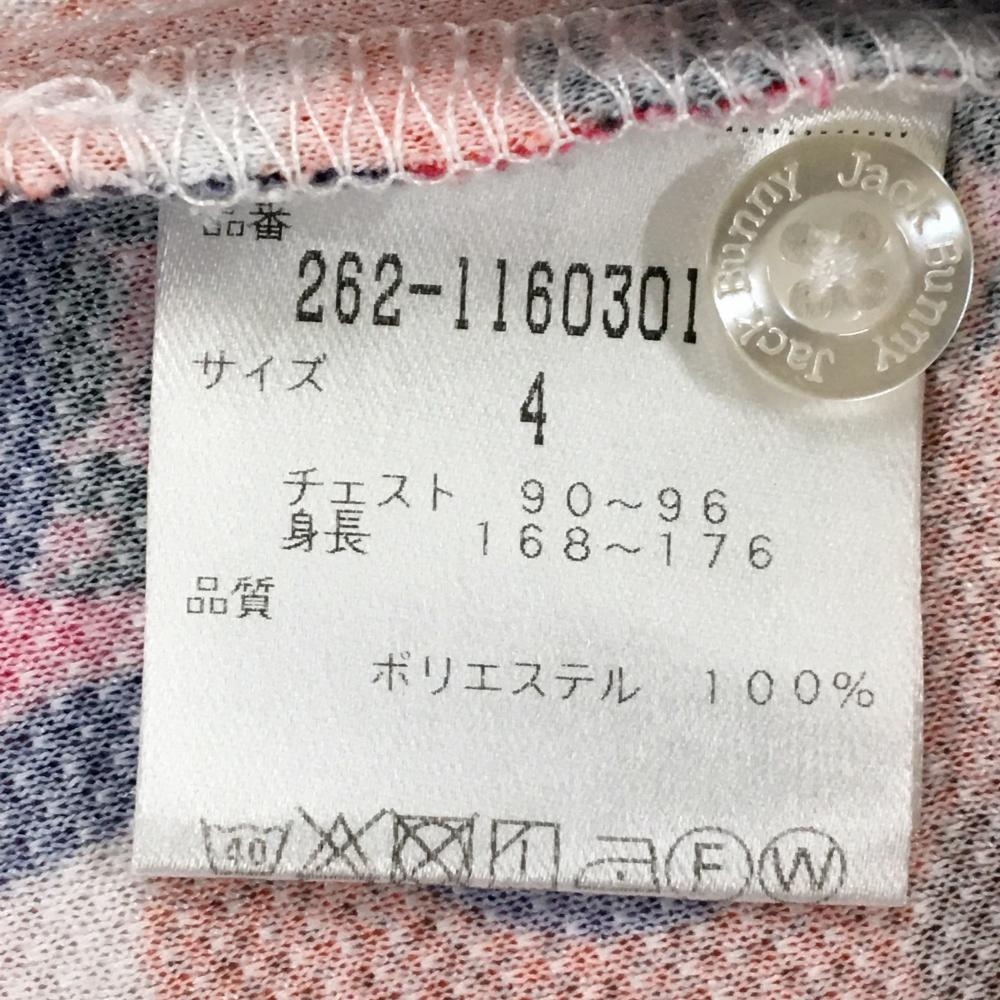 品番
262-1160301
サイズ
4
チェスト 90～96
身長 168～176
品質
ポリエステル 100%
40 F W
Jack Bunny Jack Bunny